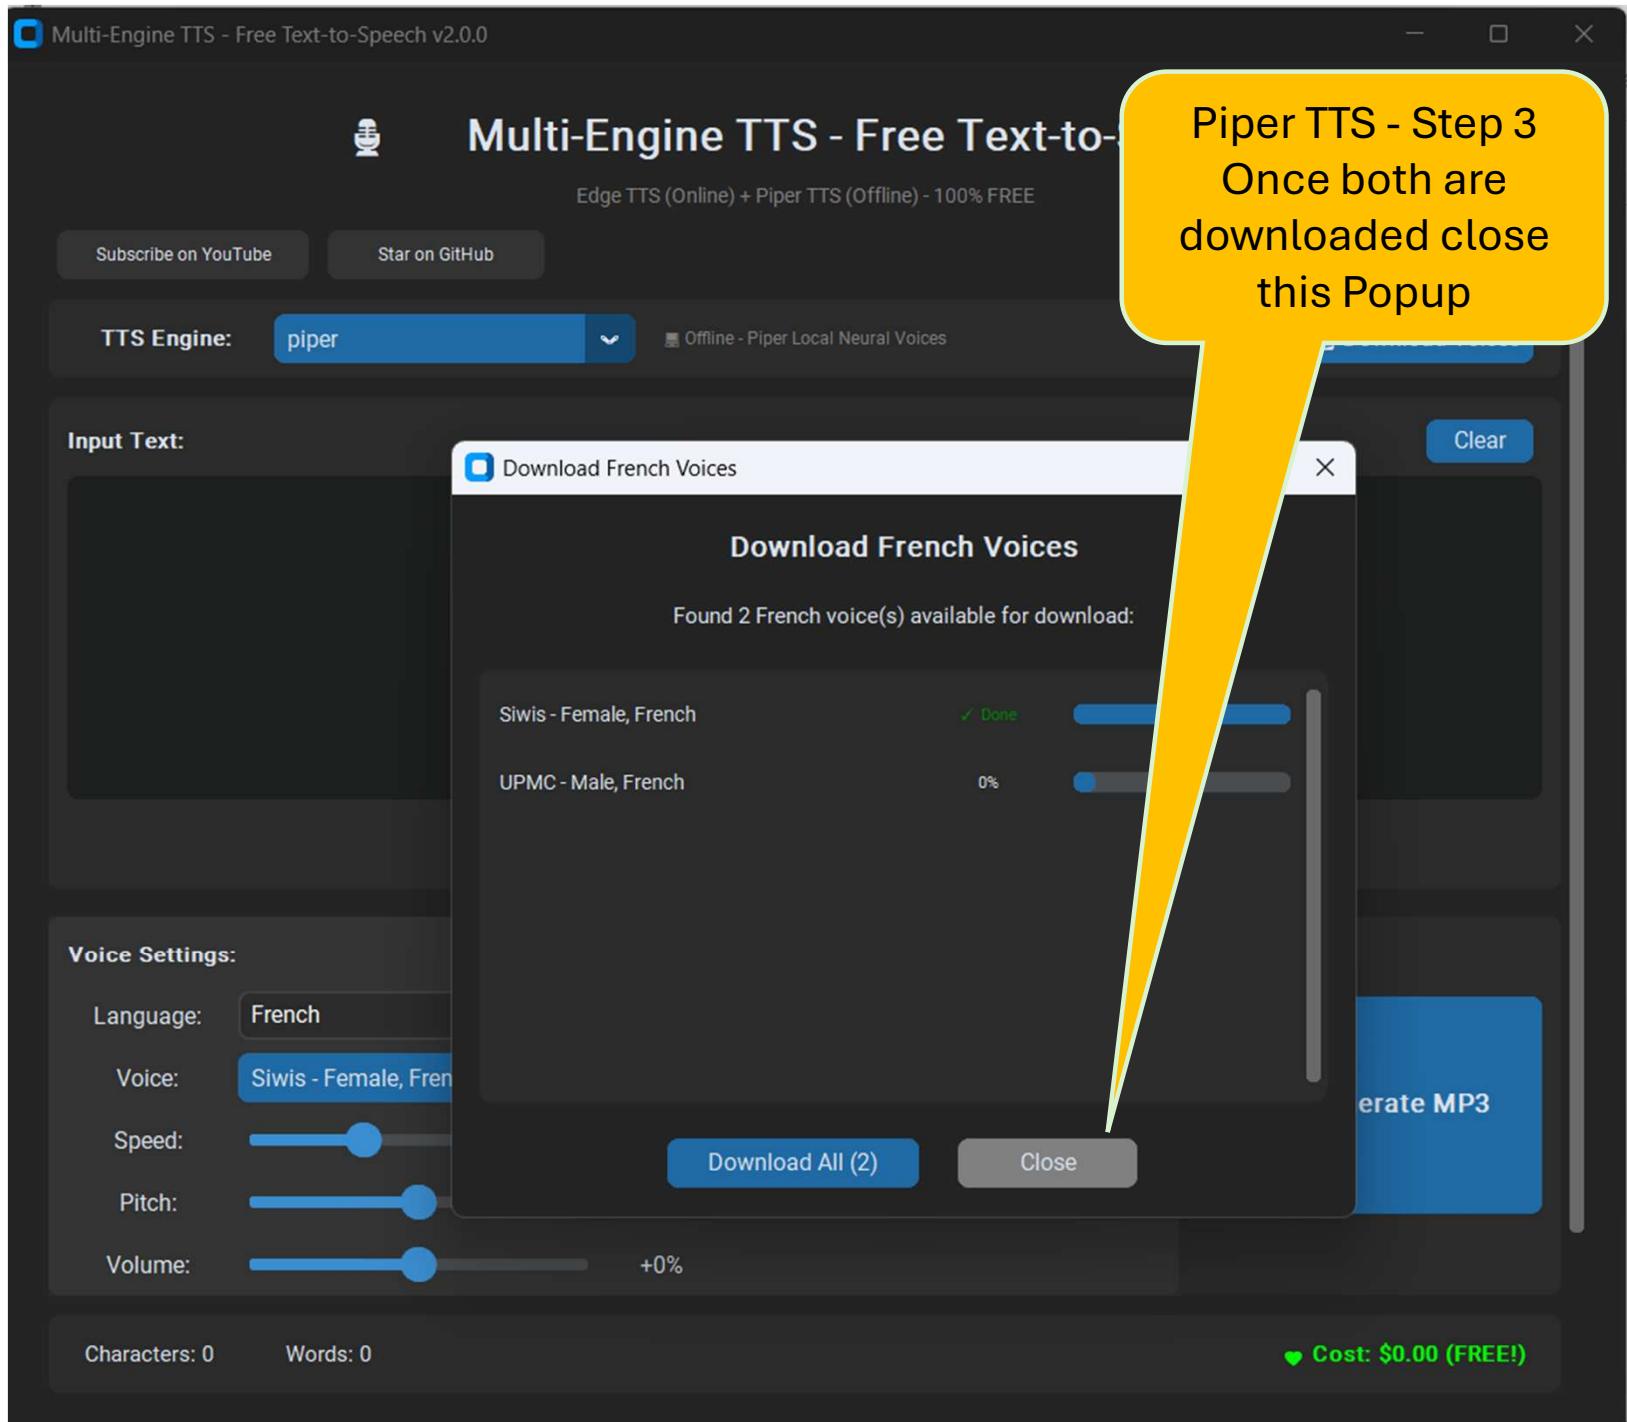 Multi-Engine TTS - Free Text-to-Speech v2.0.0
Multi-Engine TTS - Free Text-to-
Edge TTS (Online) + Piper TTS (Offline) - 100% FREE
Piper TTS - Step 3
Once both are
downloaded close
this Popup
Subscribe on YouTube
Star on GitHub
TTS Engine:
piper
Offline - Piper Local Neural Voices
Input Text:
Clear
Download French Voices
Download French Voices
Found 2 French voice(s) available for download:
Siwis - Female, French
✓ Done
UPMC - Male, French
0%
Download All (2)
Close
Voice Settings:
Language:
French
Voice:
Siwis - Female, Fren
erate MP3
Speed:
Pitch:
Volume:
+0%
Characters: 0
Words: 0
Cost: $0.00 (FREE!)